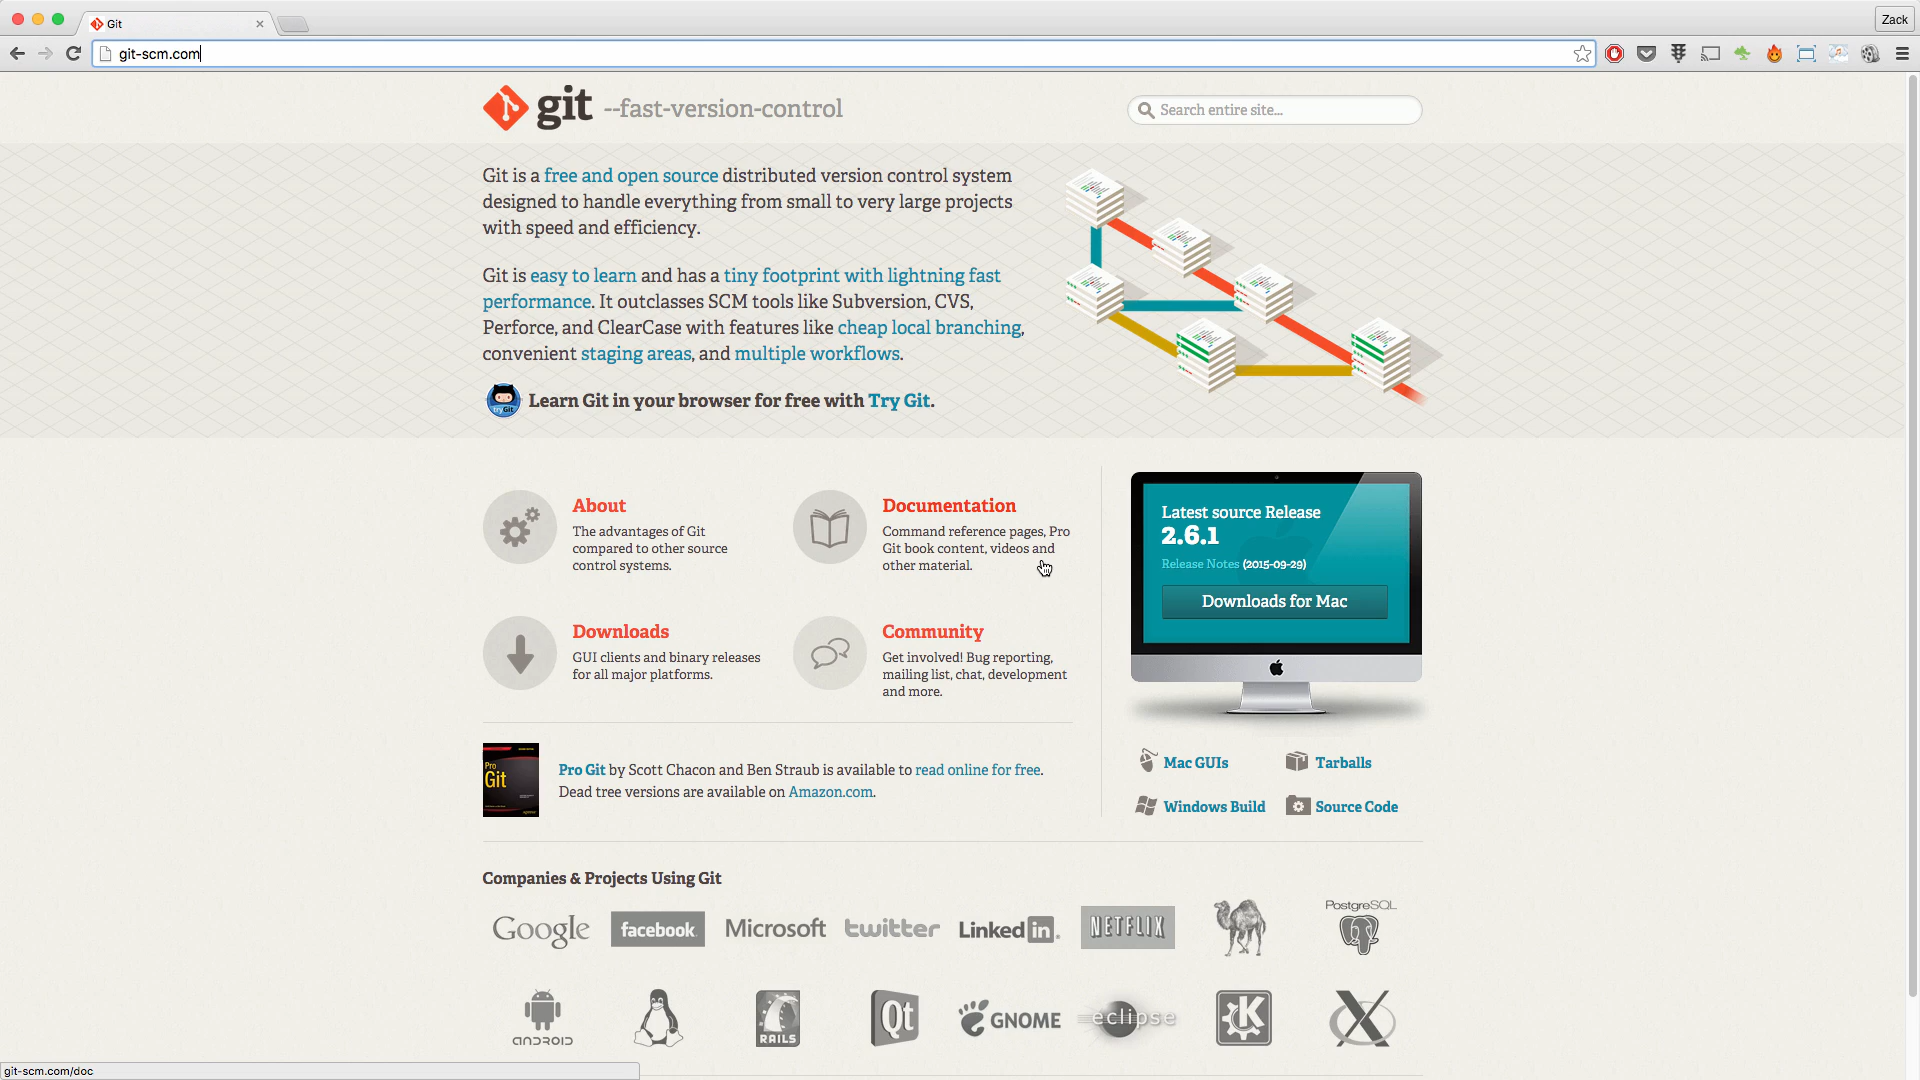 Git
Zack
git-scm.com
git --fast-version-control
Search entire site...
Git is a free and open source distributed version control system
designed to handle everything from small to very large projects
with speed and efficiency.
Git is easy to learn and has a tiny footprint with lightning fast
performance. It outclasses SCM tools like Subversion, CVS,
Perforce, and ClearCase with features like cheap local branching,
convenient staging areas, and multiple workflows.
tryGit
Learn Git in your browser for free with Try Git.
About
The advantages of Git
compared to other source
control systems.
Documentation
Command reference pages, Pro
Git book content, videos and
other material.
Downloads
GUI clients and binary releases
for all major platforms.
Community
Get involved! Bug reporting,
mailing list, chat, development
and more.
Latest source Release
2.6.1
Release Notes (2015-09-29)
Downloads for Mac
Mac GUIs
Tarballs
Windows Build
Source Code
Pro
Git
Pro Git by Scott Chacon and Ben Straub is available to read online for free.
Dead tree versions are available on Amazon.com.
Companies & Projects Using Git
Google facebook Microsoft twitter Linked in NETFLIX PostgreSQL
ANDROID RAILS Qt GNOME eclipse K X
git-scm.com/doc